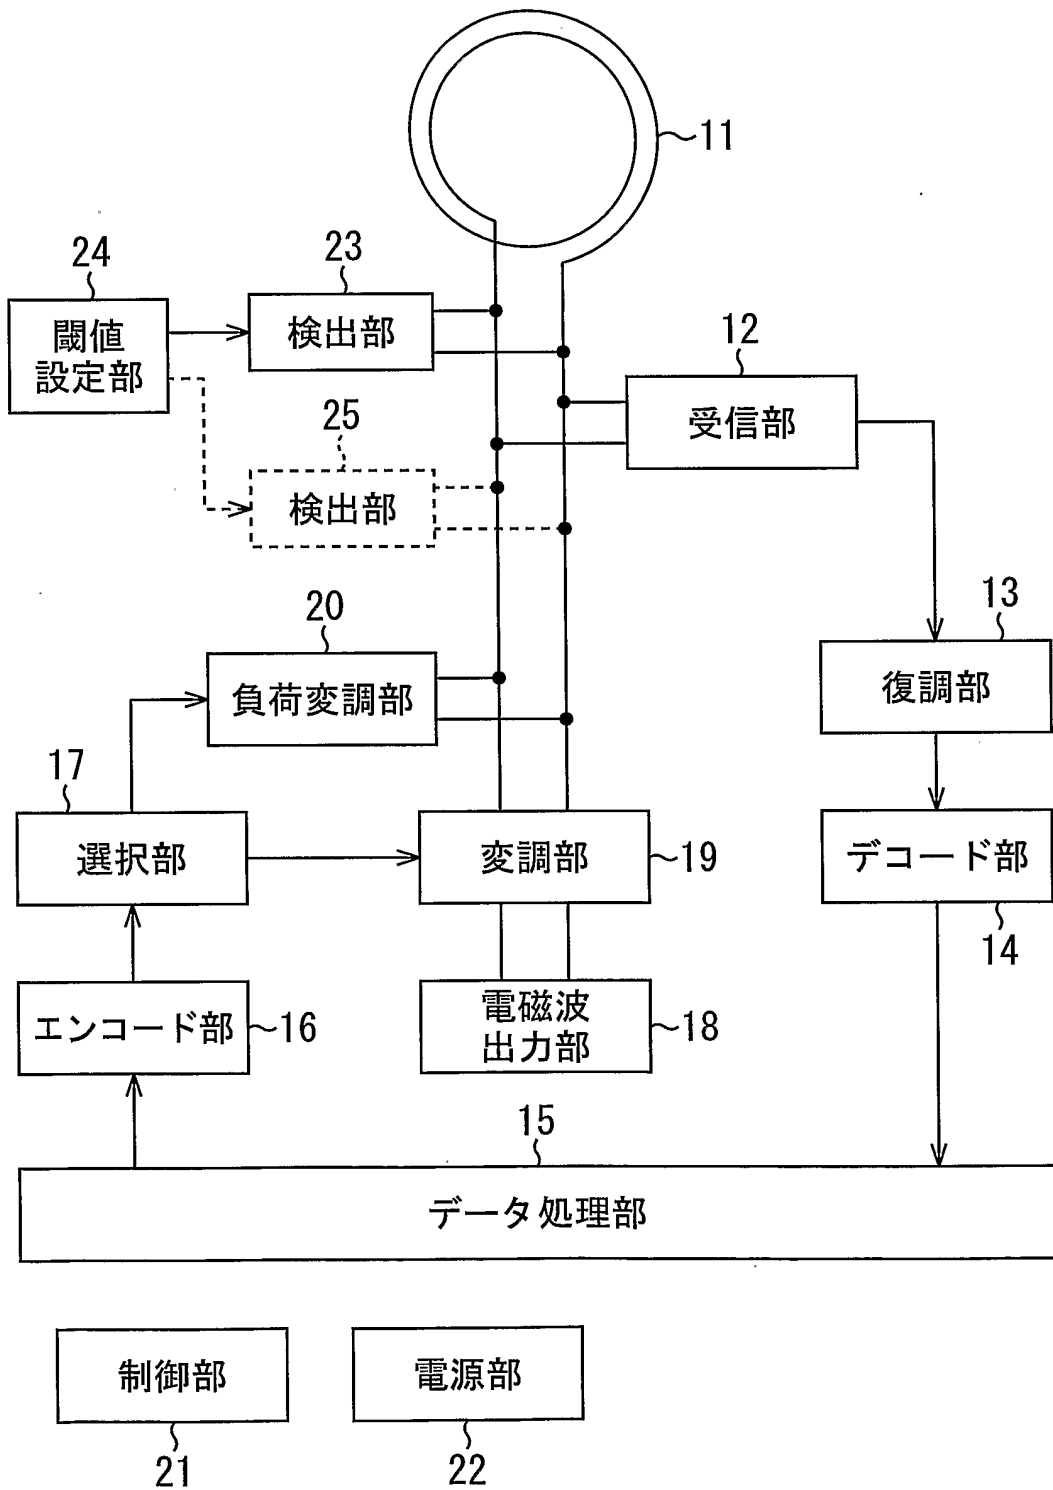 11
24
閾値
設定部
23
検出部
12
受信部
25
検出部
20
負荷変調部
13
復調部
17
選択部
変調部
19
デコード部
14
エンコード部
16
電磁波
出力部
18
15
データ処理部
制御部
21
電源部
22